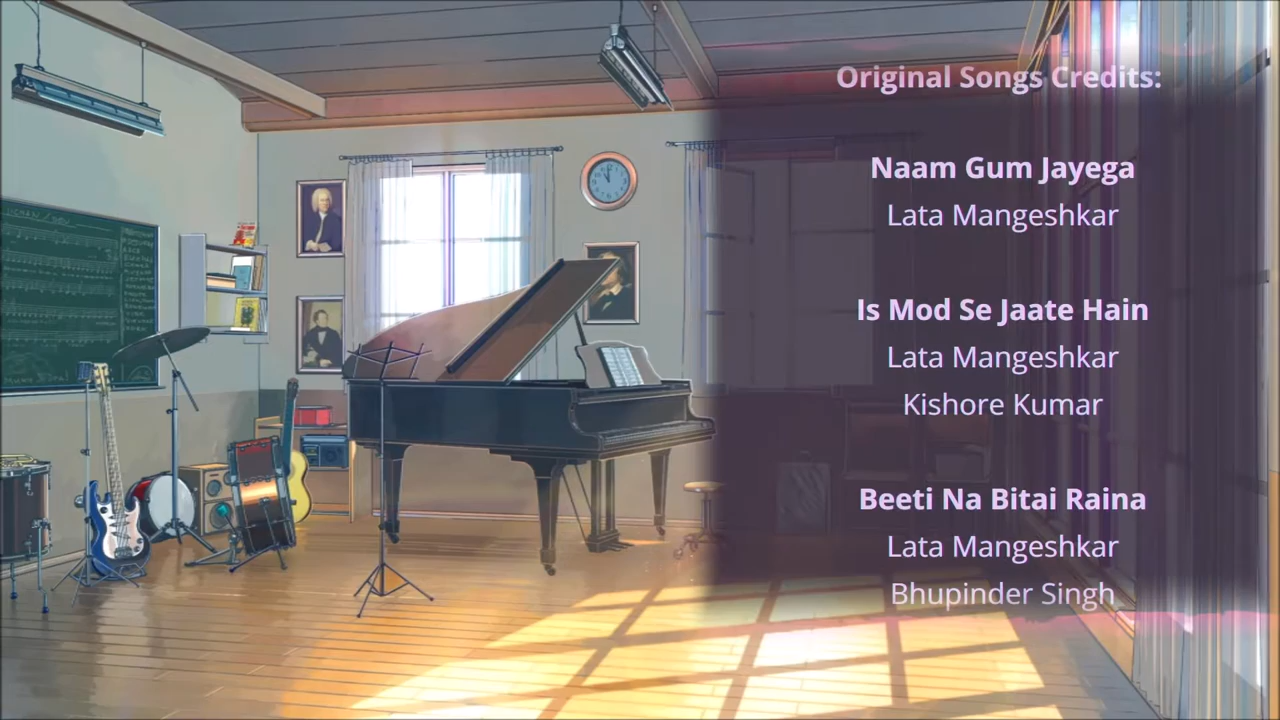 Original Songs Credits:
Naam Gum Jayega
Lata Mangeshkar
Is Mod Se Jaate Hain
Lata Mangeshkar
Kishore Kumar
Beeti Na Bitai Raina
Lata Mangeshkar
Bhupinder Singh